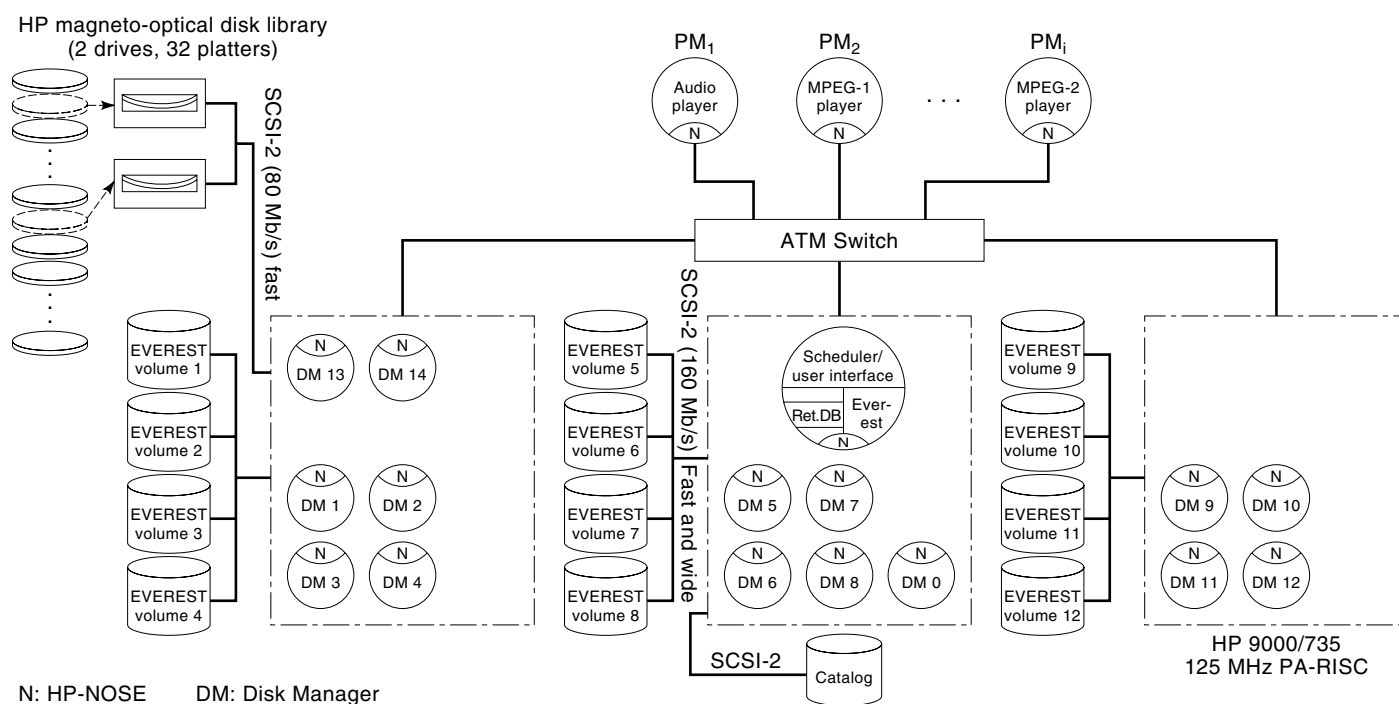 HP magneto-optical disk library
(2 drives, 32 platters)
SCSI-2 (80 Mb/s) fast
PM1
PM2
PMi
Audio
player
N
MPEG-1
player
N
. . .
MPEG-2
player
N
ATM Switch
EVEREST
volume 1
EVEREST
volume 2
EVEREST
volume 3
EVEREST
volume 4
N
DM 13
N
DM 14
N
DM 1
N
DM 2
N
DM 3
N
DM 4
EVEREST
volume 5
EVEREST
volume 6
EVEREST
volume 7
EVEREST
volume 8
SCSI-2 (160 Mb/s) Fast and wide
Scheduler/
user interface
Ret.DB
Ever-
est
N
N
DM 5
N
DM 7
N
DM 6
N
DM 8
N
DM 0
SCSI-2
Catalog
EVEREST
volume 9
EVEREST
volume 10
EVEREST
volume 11
EVEREST
volume 12
N
DM 9
N
DM 10
N
DM 11
N
DM 12
HP 9000/735
125 MHz PA-RISC
N: HP-NOSE DM: Disk Manager